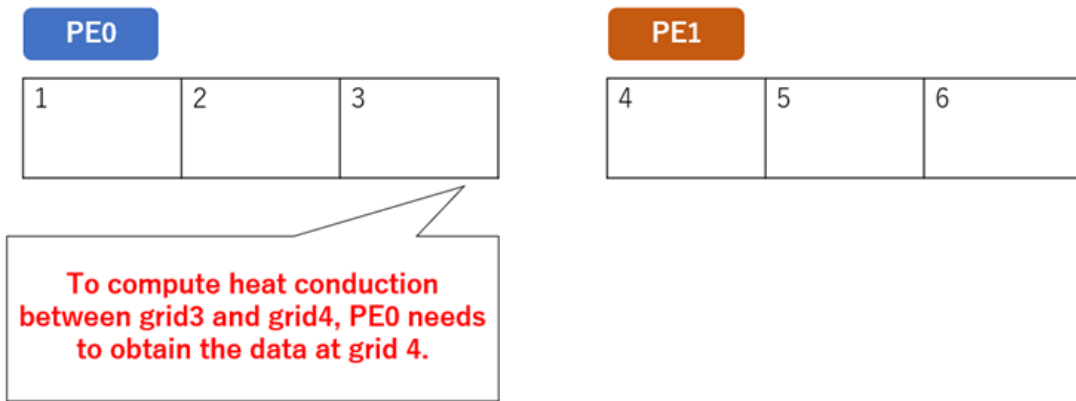 PE0
PE1
1
2
3
4
5
6
To compute heat conduction
between grid3 and grid4, PE0 needs
to obtain the data at grid 4.